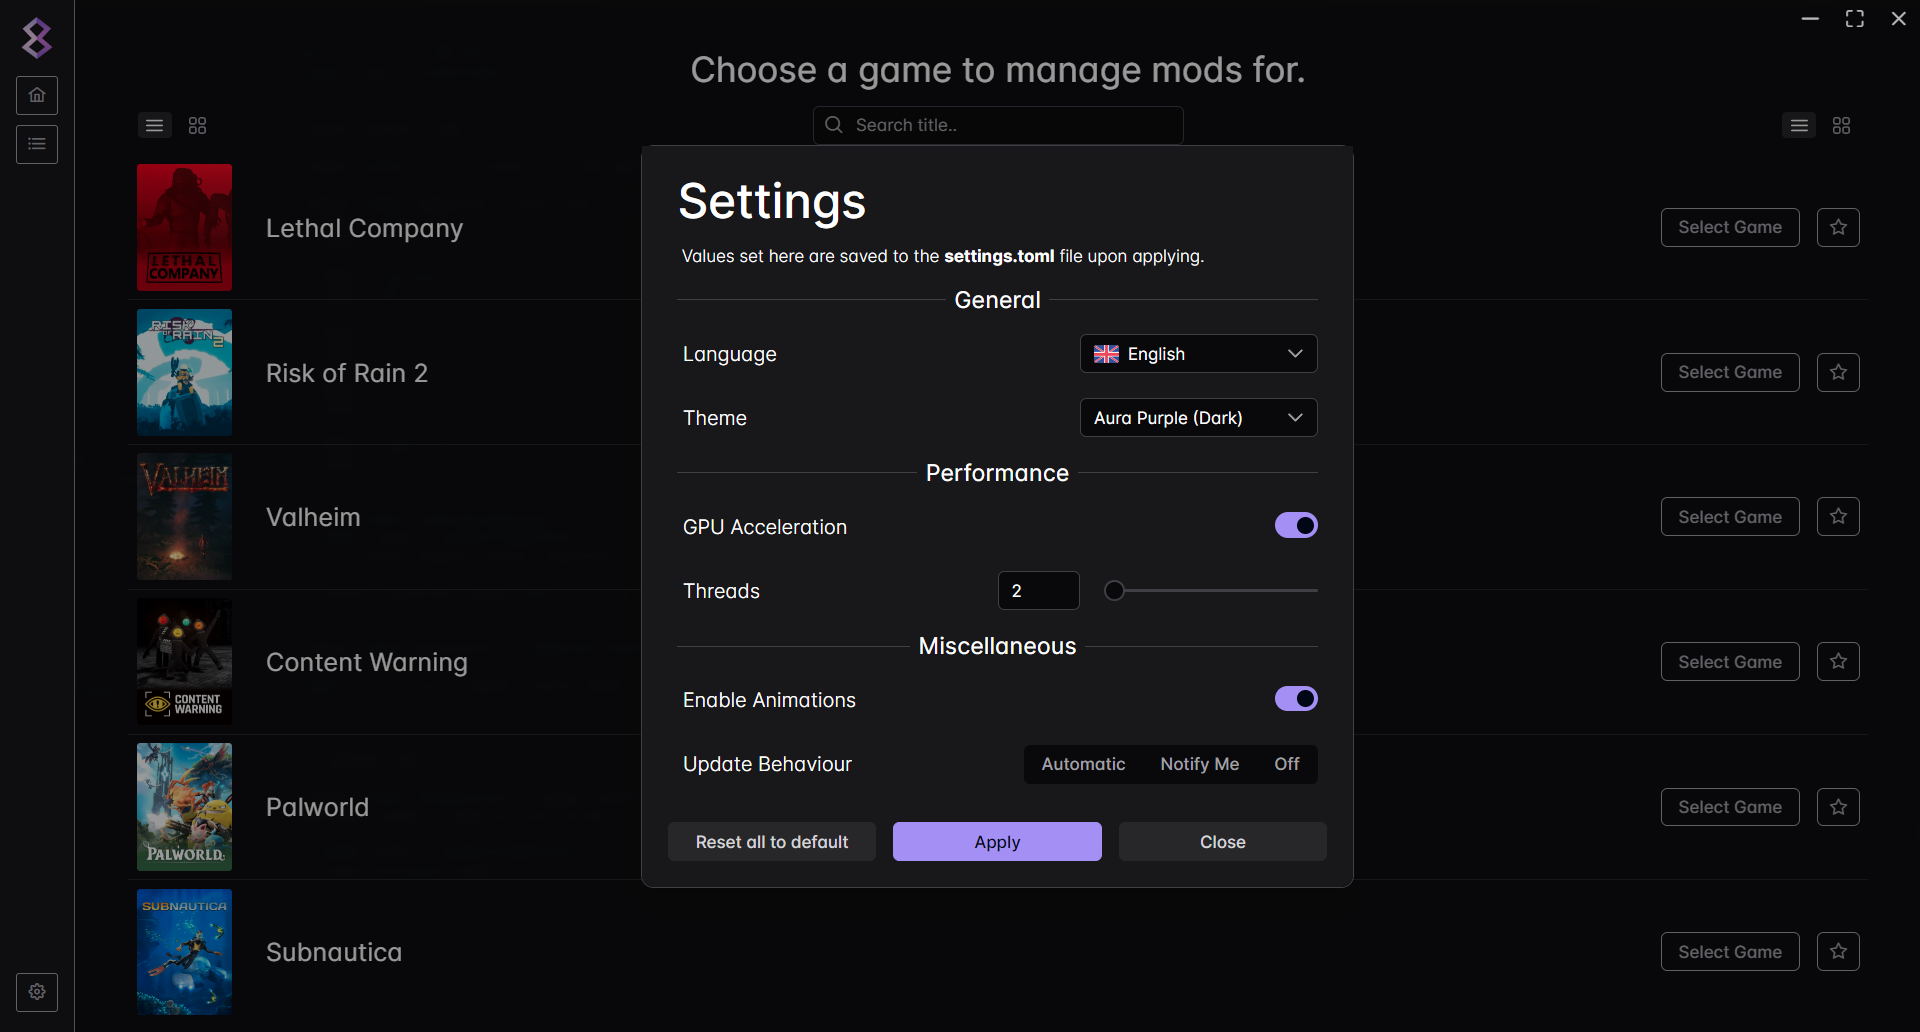 Choose a game to manage mods for.
Search title..
LETHAL
COMPANY
Lethal Company
Select Game
RISK
OF RAIN 2
Risk of Rain 2
Select Game
VALHEIM
Valheim
Select Game
CONTENT
WARNING
Content Warning
Select Game
PALWORLD
Palworld
Select Game
SUBNAUTICA
Subnautica
Select Game
Settings
Values set here are saved to the settings.toml file upon applying.
General
Language
English
Theme
Aura Purple (Dark)
Performance
GPU Acceleration
Threads
2
Miscellaneous
Enable Animations
Update Behaviour
Automatic
Notify Me
Off
Reset all to default
Apply
Close